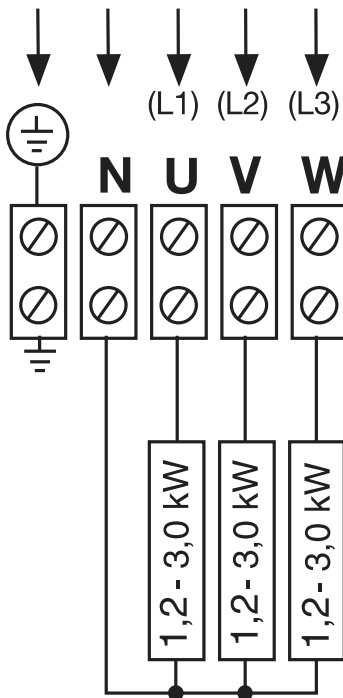 (L1) (L2) (L3)
N U V W
1,2- 3,0 kW
1,2- 3,0 kW
1,2- 3,0 kW